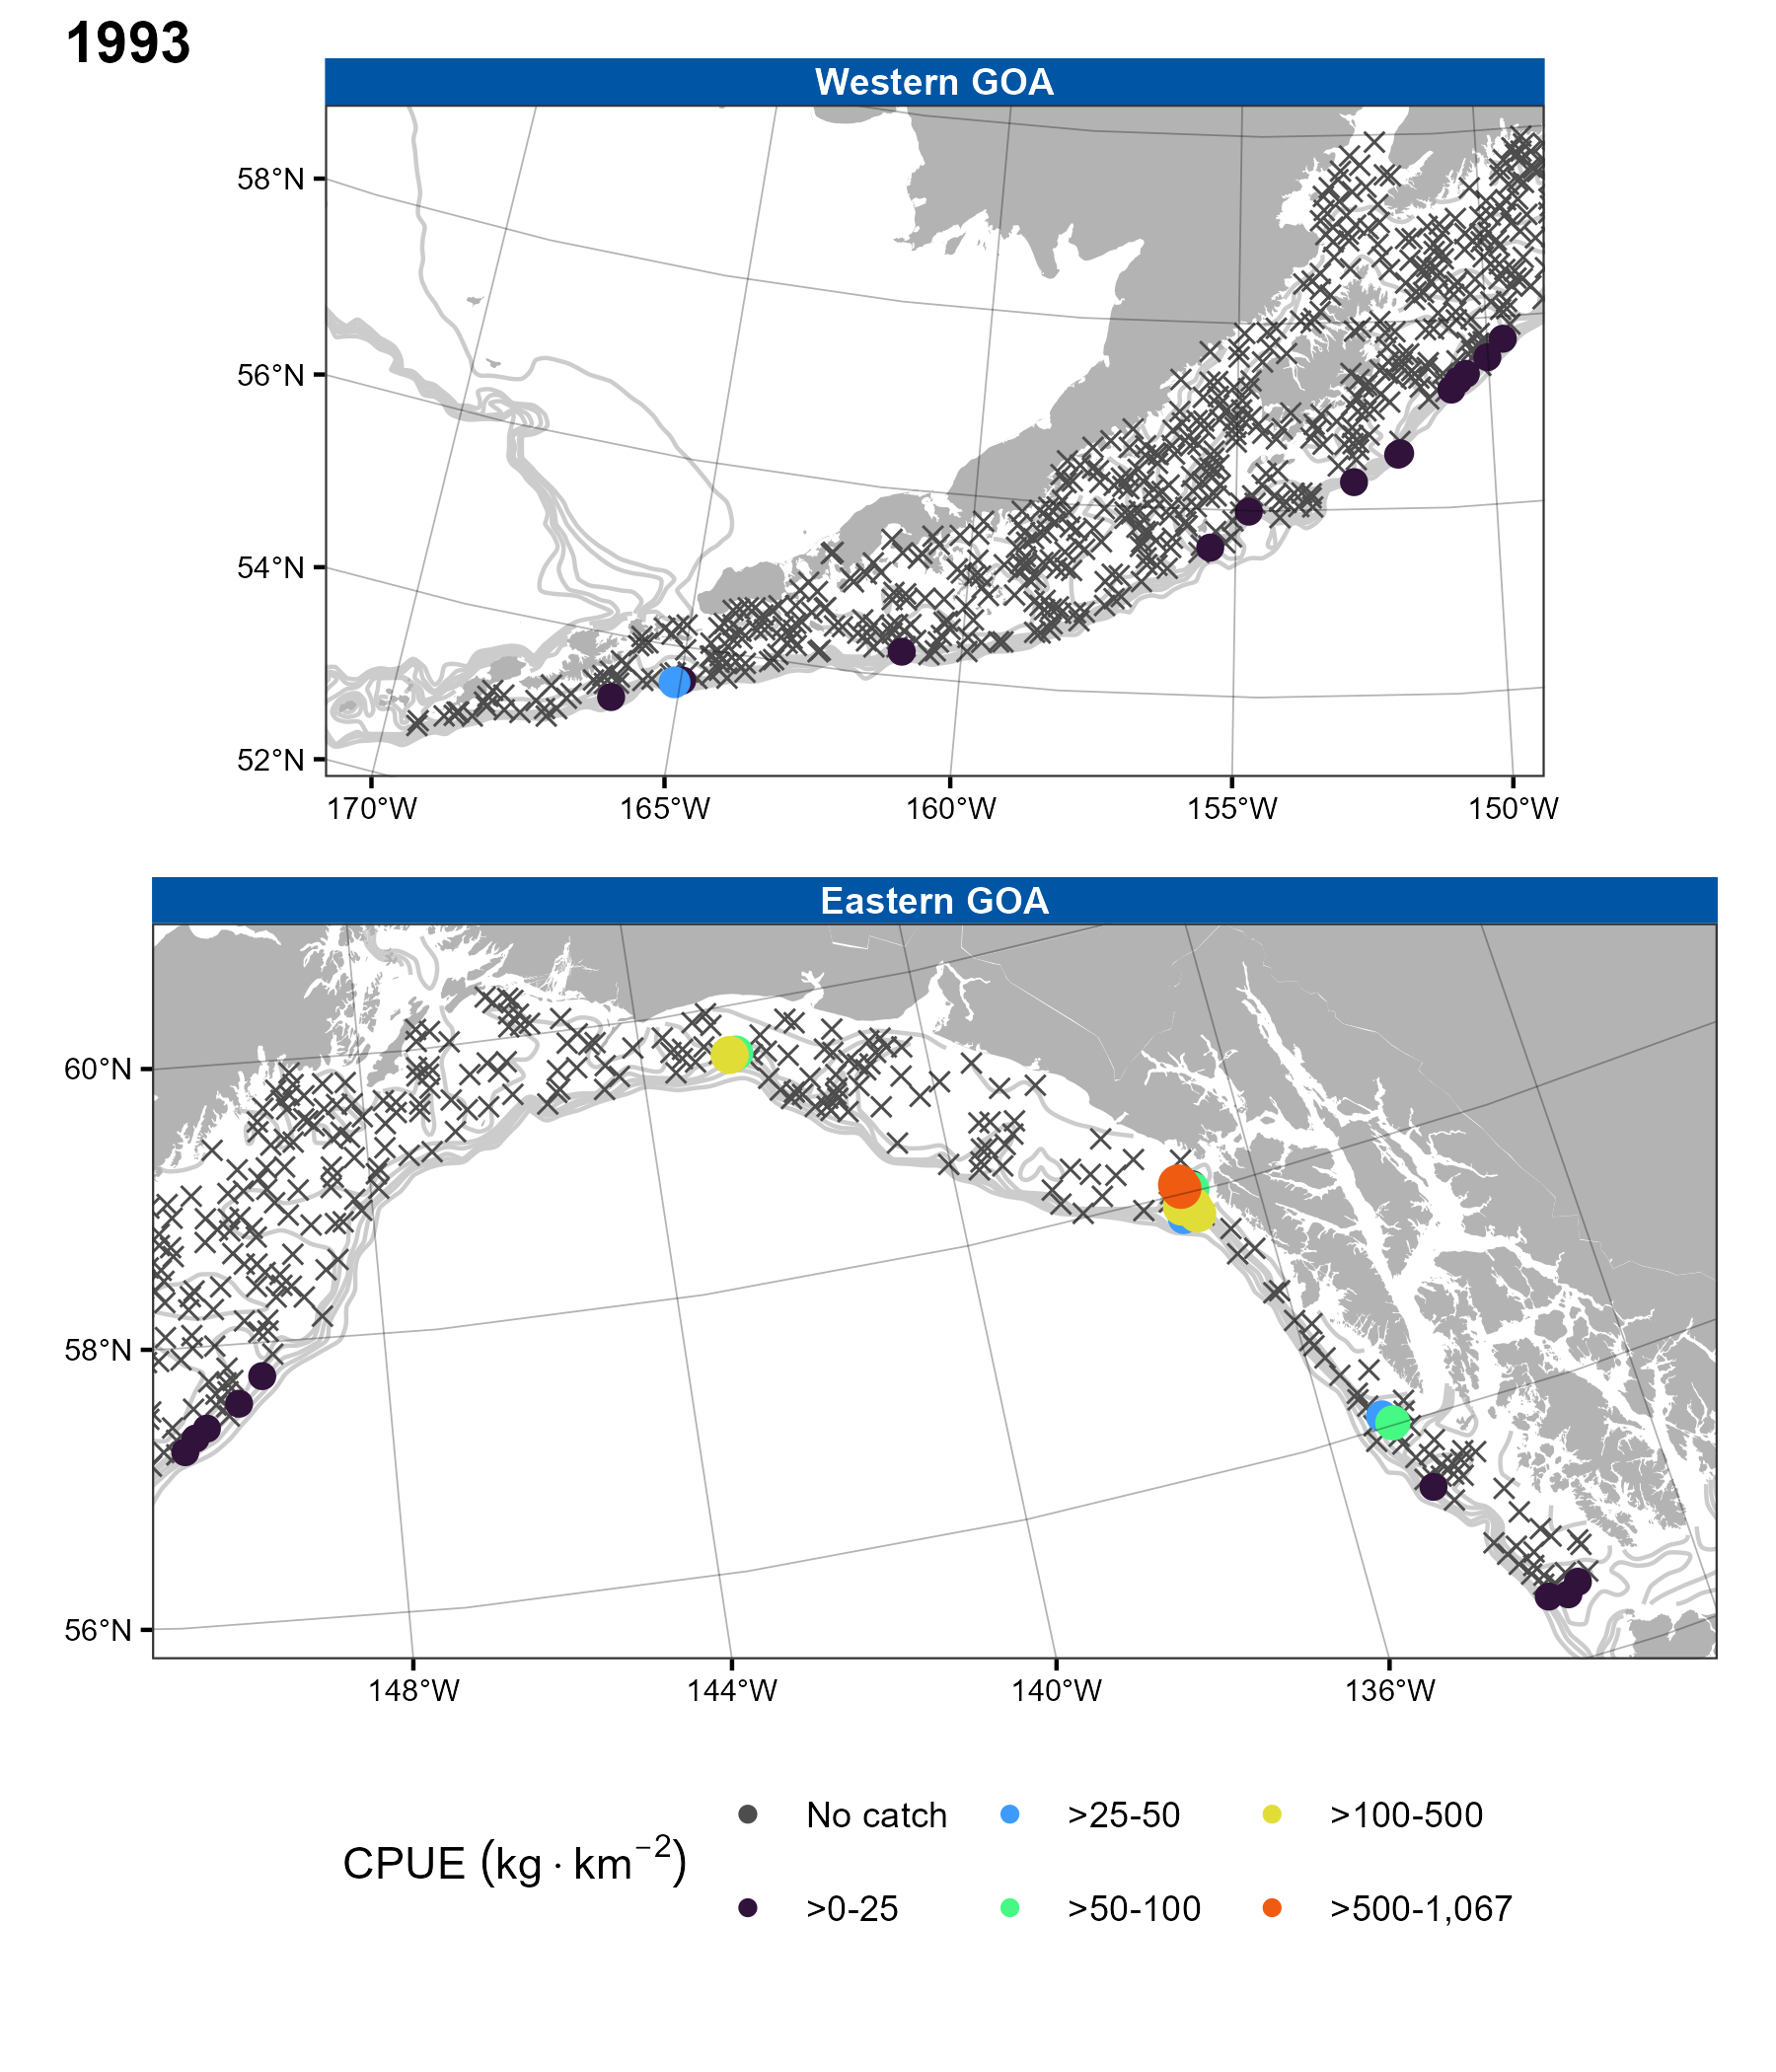 1993
Western GOA
58°N
56°N
54°N
52°N
170°W 165°W 160°W 155°W 150°W
Eastern GOA
60°N
58°N
56°N
148°W 144°W 140°W 136°W
CPUE (kg · km⁻²)
No catch >25-50 >100-500
>0-25 >50-100 >500-1,067